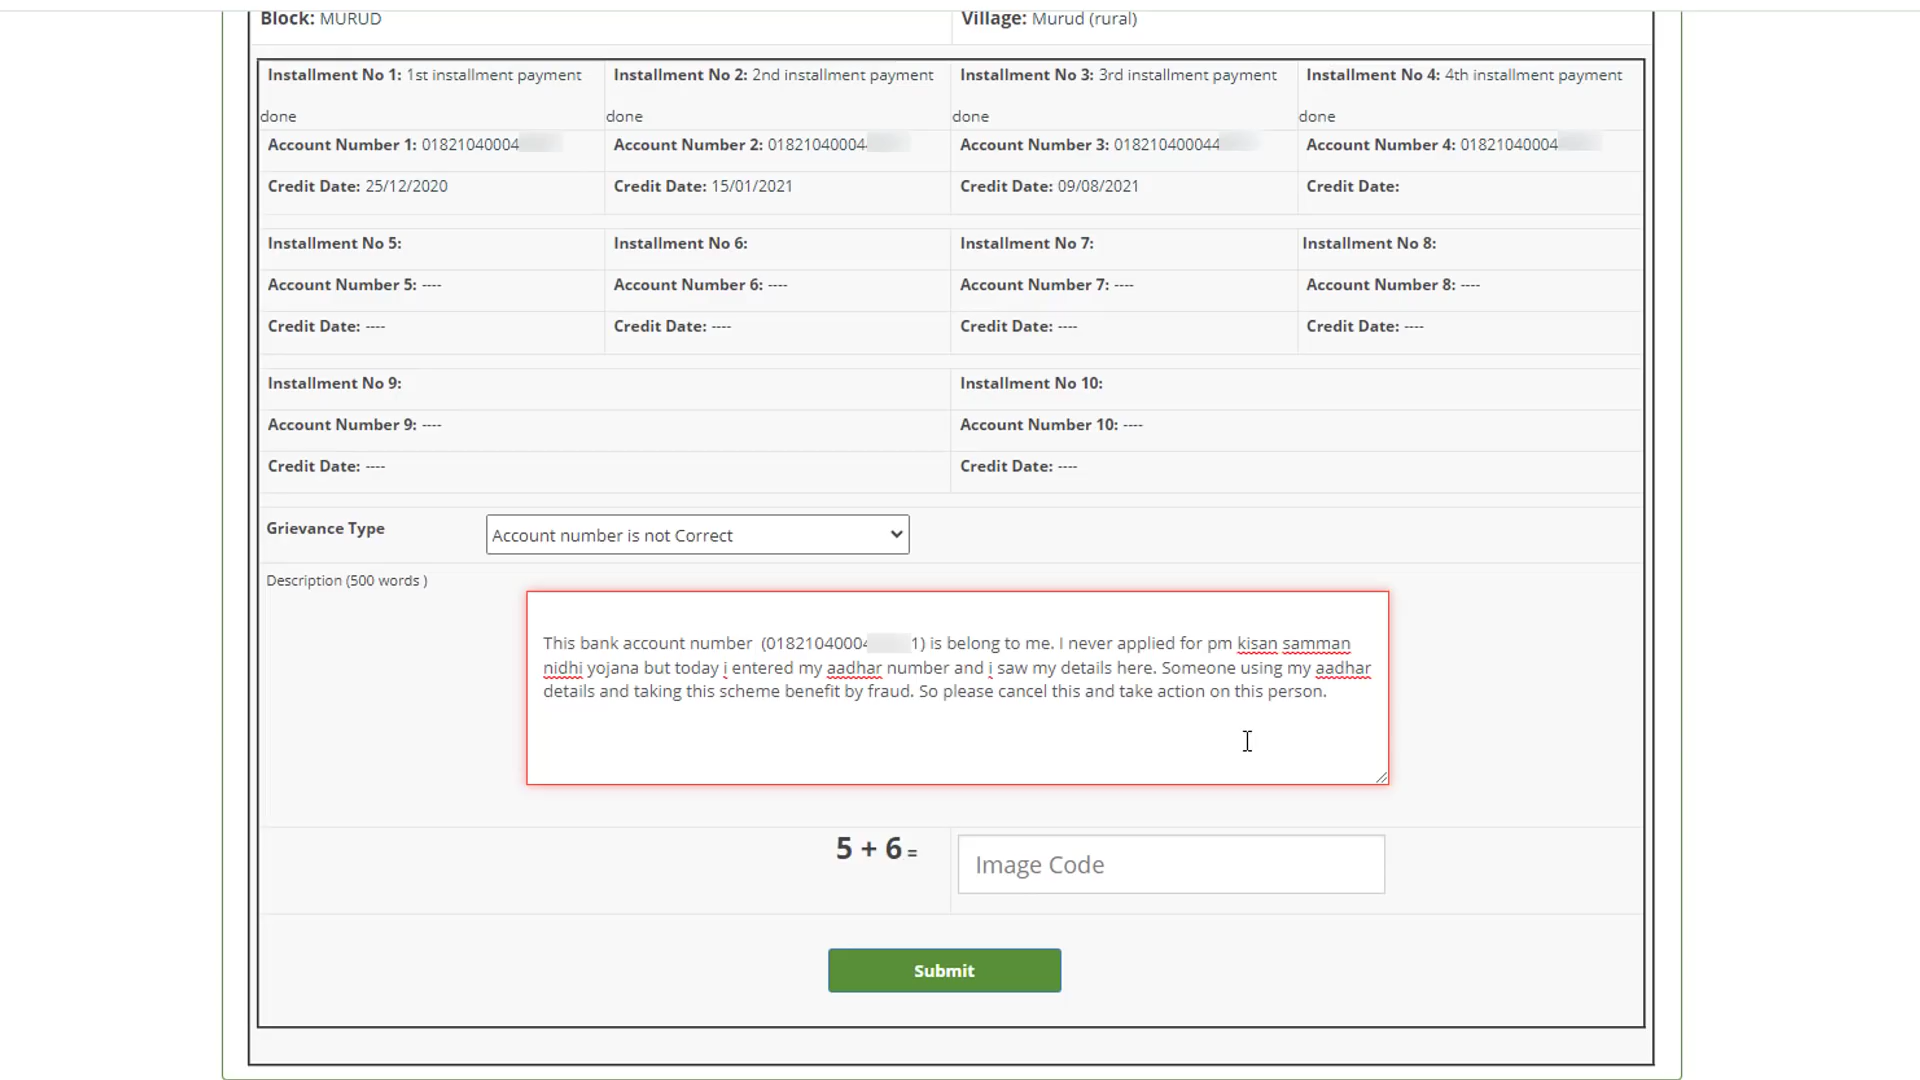 Block: MURUD Village: Murud (rural)
Installment No 1: 1st installment payment done Installment No 2: 2nd installment payment done Installment No 3: 3rd installment payment done Installment No 4: 4th installment payment done
Account Number 1: 01821040004 Account Number 2: 01821040004 Account Number 3: 018210400044 Account Number 4: 01821040004
Credit Date: 25/12/2020 Credit Date: 15/01/2021 Credit Date: 09/08/2021 Credit Date:
Installment No 5: Installment No 6: Installment No 7: Installment No 8:
Account Number 5: ---- Account Number 6: ---- Account Number 7: ---- Account Number 8: ----
Credit Date: ---- Credit Date: ---- Credit Date: ---- Credit Date: ----
Installment No 9: Installment No 10:
Account Number 9: ---- Account Number 10: ----
Credit Date: ---- Credit Date: ----
Grievance Type Account number is not Correct
Description (500 words )
This bank account number (01821040004 1) is belong to me. I never applied for pm kisan samman
nidhi yojana but today i entered my aadhar number and i saw my details here. Someone using my aadhar
details and taking this scheme benefit by fraud. So please cancel this and take action on this person.
5 + 6 = Image Code
Submit